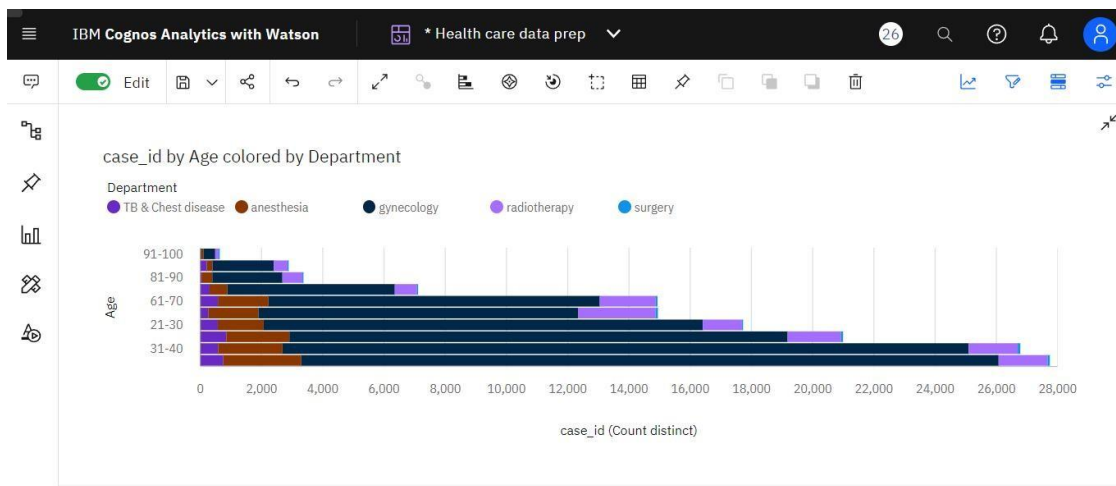 IBM Cognos Analytics with Watson
* Health care data prep
26
Edit
case_id by Age colored by Department
Department
TB & Chest disease anesthesia gynecology radiotherapy surgery
91-100
81-90
61-70
21-30
31-40
Age
0 2,000 4,000 6,000 8,000 10,000 12,000 14,000 16,000 18,000 20,000 22,000 24,000 26,000 28,000
case_id (Count distinct)